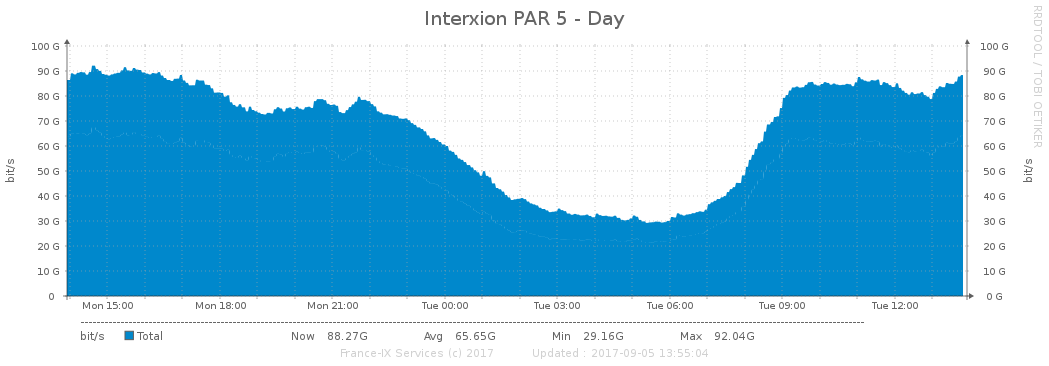 Interxion PAR 5 - Day
RRDTOOL / TOBI OETIKER
bit/s
100 G
90 G
80 G
70 G
60 G
50 G
40 G
30 G
20 G
10 G
0
100 G
90 G
80 G
70 G
60 G
50 G
40 G
30 G
20 G
10 G
0 G
bit/s
Mon 15:00 Mon 18:00 Mon 21:00 Tue 00:00 Tue 03:00 Tue 06:00 Tue 09:00 Tue 12:00
bit/s Total Now 88.27G Avg 65.65G Min 29.16G Max 92.04G
France-IX Services (c) 2017 Updated : 2017-09-05 13:55:04